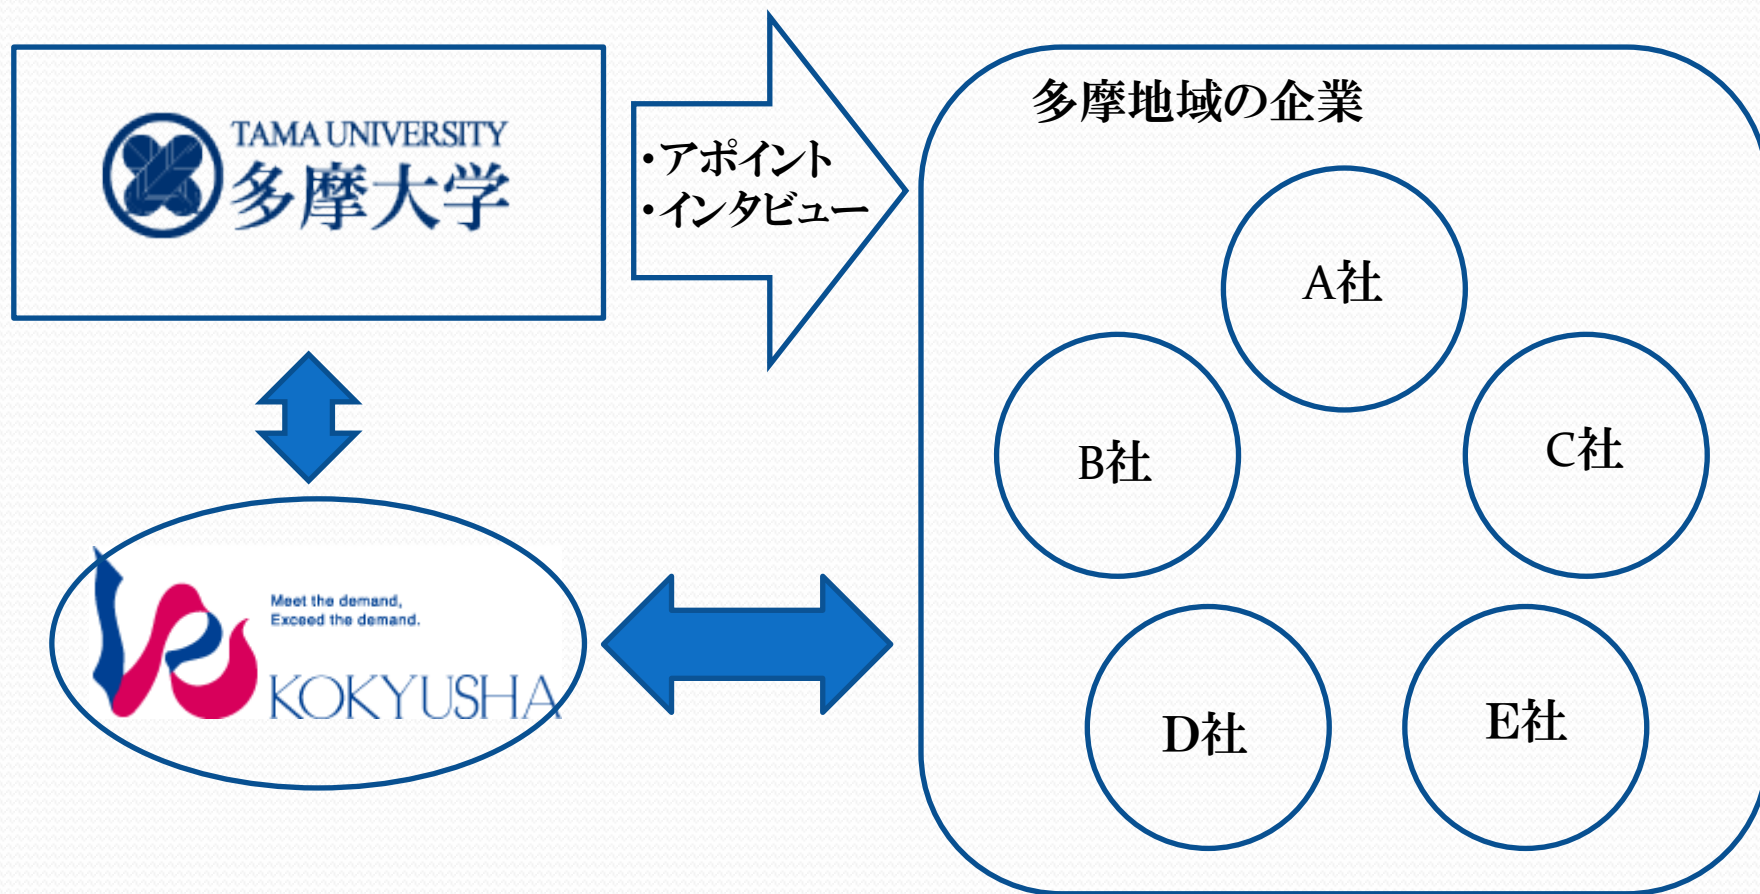 TAMA UNIVERSITY
多摩大学
・アポイント
・インタビュー
多摩地域の企業
A社
B社
C社
D社
E社
Meet the demand,
Exceed the demand.
KOKYUSHA